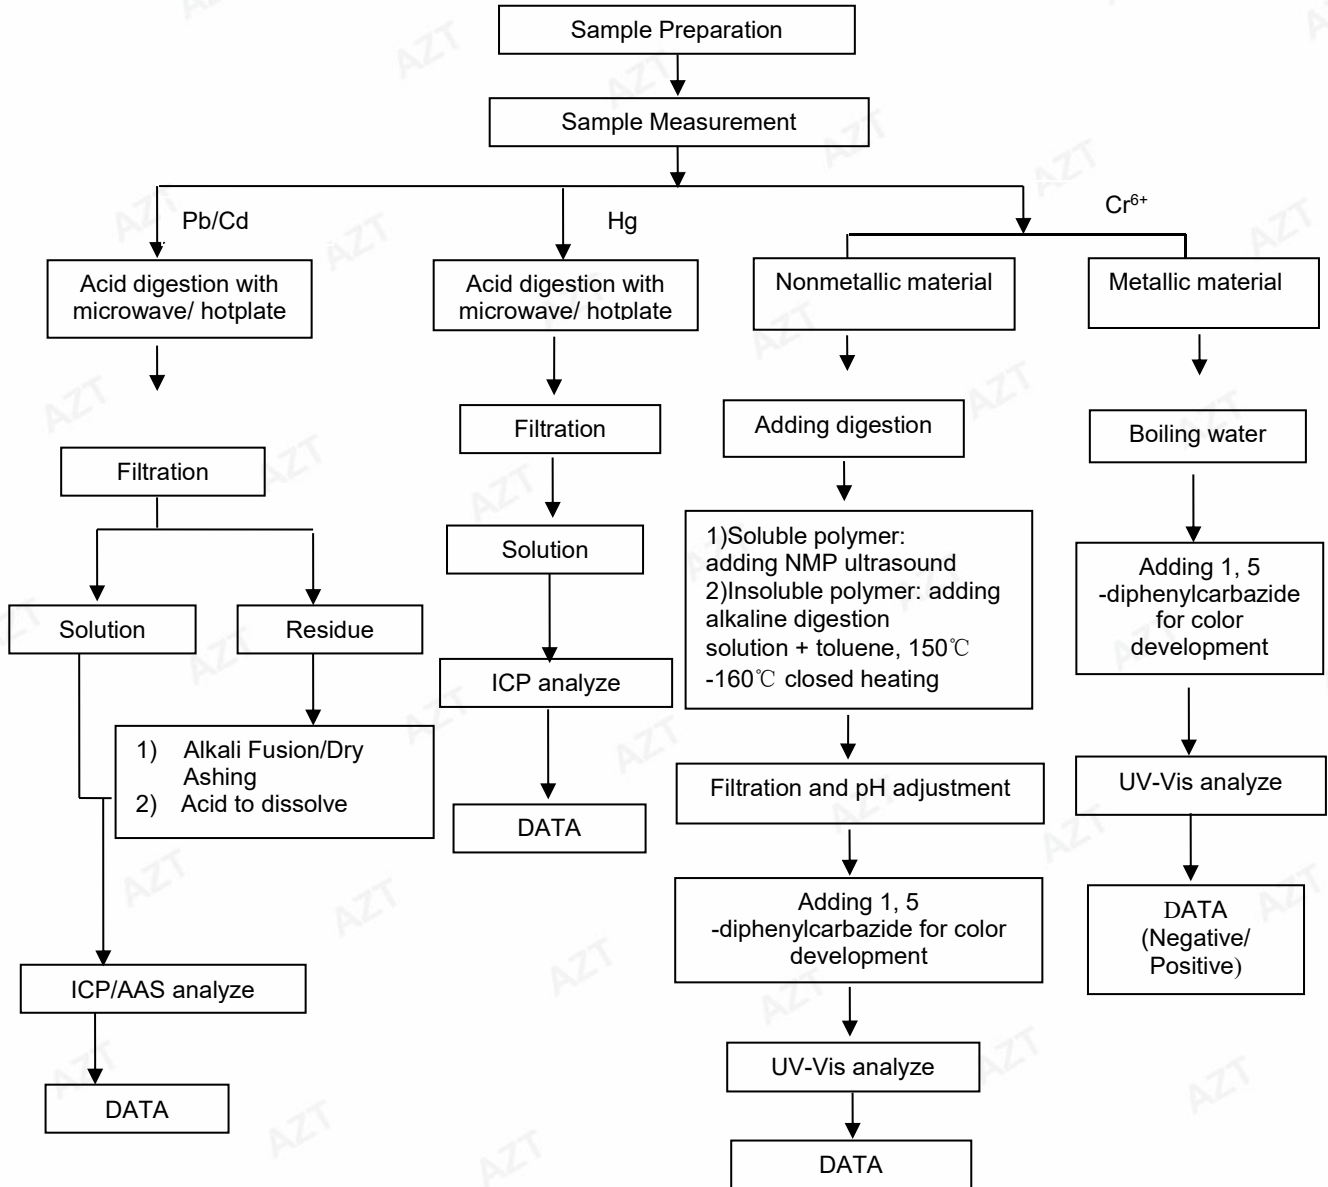 Sample Preparation
Sample Measurement
Pb/Cd
Hg
Cr⁶⁺
Acid digestion with
microwave/ hotplate
Filtration
Solution
Residue
1) Alkali Fusion/Dry
Ashing
2) Acid to dissolve
ICP/AAS analyze
DATA
Acid digestion with
microwave/ hotplate
Filtration
Solution
ICP analyze
DATA
Nonmetallic material
Adding digestion
1)Soluble polymer:
adding NMP ultrasound
2)Insoluble polymer: adding
alkaline digestion
solution + toluene, 150℃
-160℃ closed heating
Filtration and pH adjustment
Adding 1, 5
-diphenylcarbazide for color
development
UV-Vis analyze
DATA
Metallic material
Boiling water
Adding 1, 5
-diphenylcarbazide
for color
development
UV-Vis analyze
DATA
(Negative/
Positive)
AZT